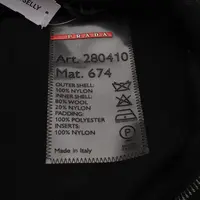 SELLY
PRADA
Art. 280410
Mat. 674
OUTER SHELL:
100% NYLON
INNER SHELL:
80% WOOL
20% NYLON
PADDING:
100% POLYESTER
INSERTS:
100% NYLON
P
Made in Italy